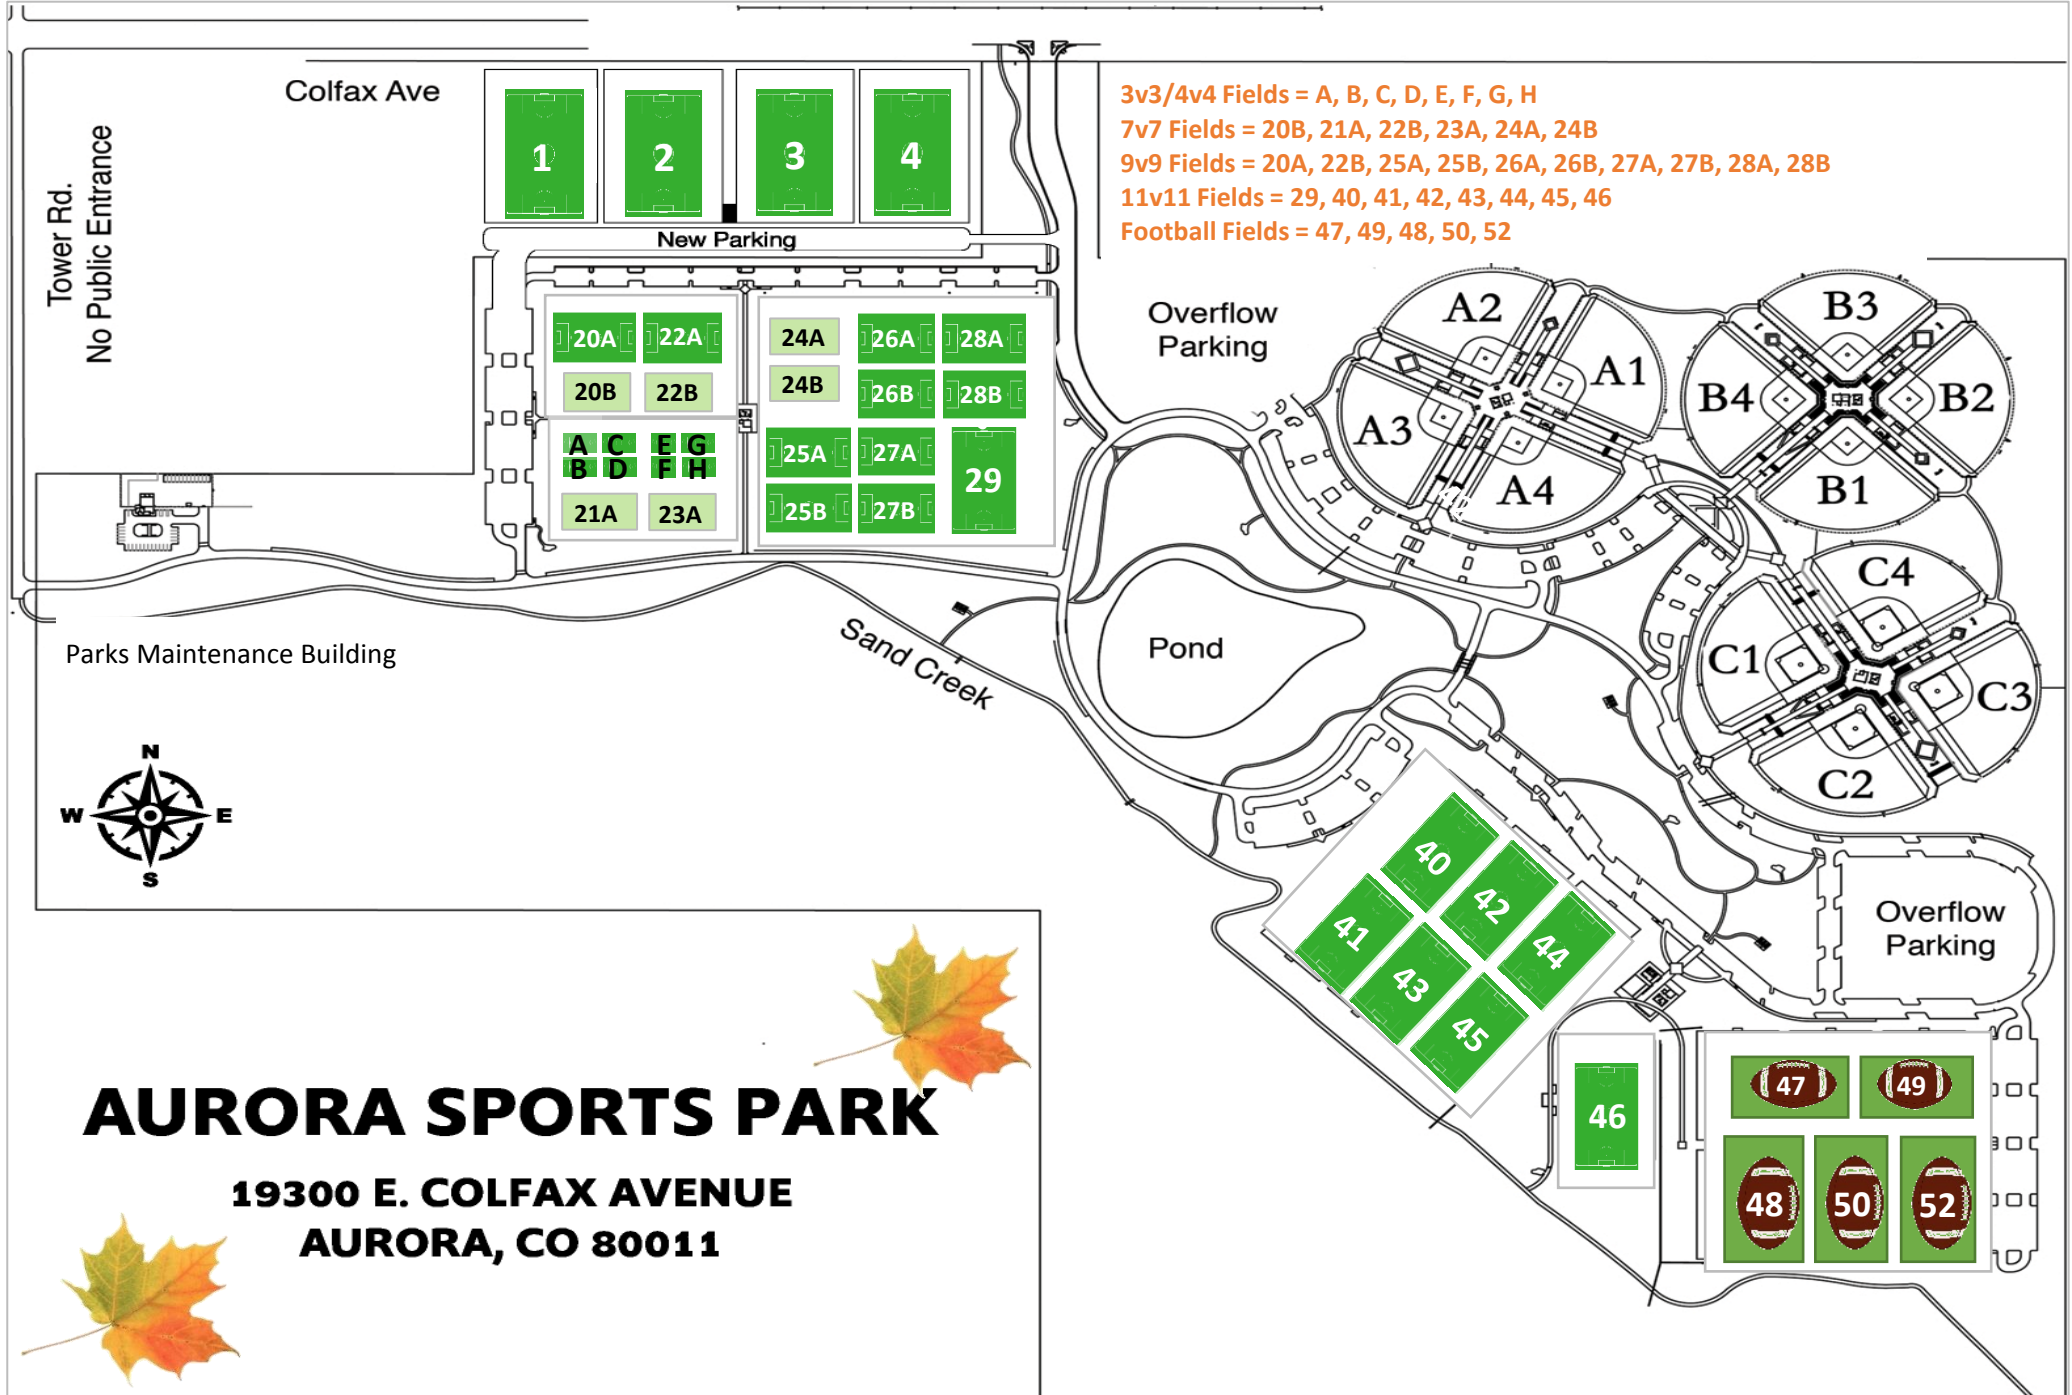 Colfax Ave
Tower Rd.
No Public Entrance
1
2
3
4
New Parking
3v3/4v4 Fields = A, B, C, D, E, F, G, H
7v7 Fields = 20B, 21A, 22B, 23A, 24A, 24B
9v9 Fields = 20A, 22B, 25A, 25B, 26A, 26B, 27A, 27B, 28A, 28B
11v11 Fields = 29, 40, 41, 42, 43, 44, 45, 46
Football Fields = 47, 49, 48, 50, 52
20A
22A
20B
22B
A C E G
B D F H
21A
23A
24A
24B
26A
28A
26B
28B
25A
27A
25B
27B
29
Overflow
Parking
A2
A1
A3
A4
B3
B4
B2
B1
C4
C1
C3
C2
Parks Maintenance Building
Sand Creek
Pond
N
W
E
S
40
42
44
41
43
45
46
Overflow
Parking
47
49
48
50
52
AURORA SPORTS PARK
19300 E. COLFAX AVENUE
AURORA, CO 80011